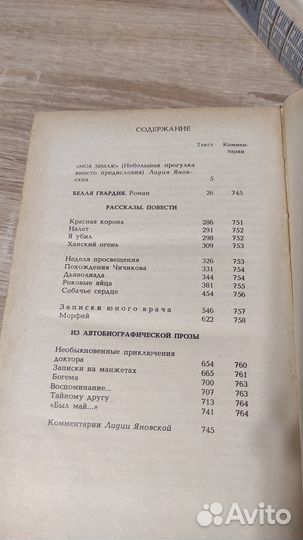 СОДЕРЖАНИЕ
Текст Коммен-
тарии
«МОЯ ЗЕМЛЯ!» (Небольшая прогулка
вместо предисловия) Лидия Янов-
ская 5
БЕЛАЯ ГВАРДИЯ. Роман 26 745
РАССКАЗЫ, ПОВЕСТИ
Красная корона 286 751
Налет 291 752
Я убил 298 752
Ханский огонь 309 753
Неделя просвещения 326 753
Похождения Чичикова 331 754
Дьяволиада 344 754
Роковые яйца 381 755
Собачье сердце 454 756
Записки юного врача 546 757
Морфий 622 758
ИЗ АВТОБИОГРАФИЧЕСКОЙ ПРОЗЫ
Необыкновенные приключения
доктора 654 760
Записки на манжетах 665 761
Богема 700 763
Воспоминание... 707 763
Тайному другу 713 764
«Был май...» 741 764
Комментарии Лидии Яновской 745
Avito